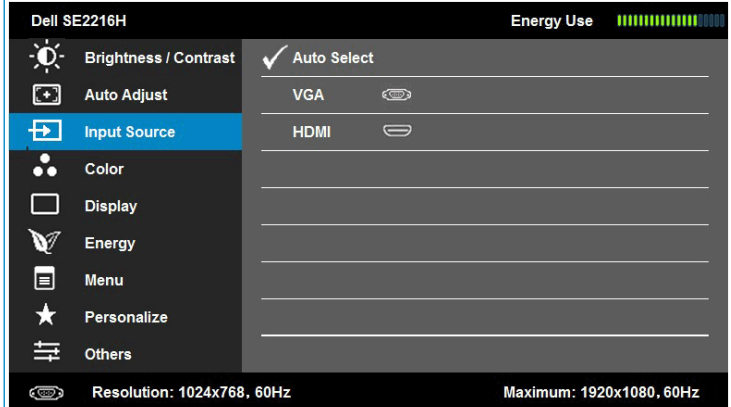 Dell SE2216H Energy Use
Brightness / Contrast Auto Select
Auto Adjust VGA
Input Source HDMI
Color
Display
Energy
Menu
Personalize
Others
Resolution: 1024x768, 60Hz Maximum: 1920x1080, 60Hz